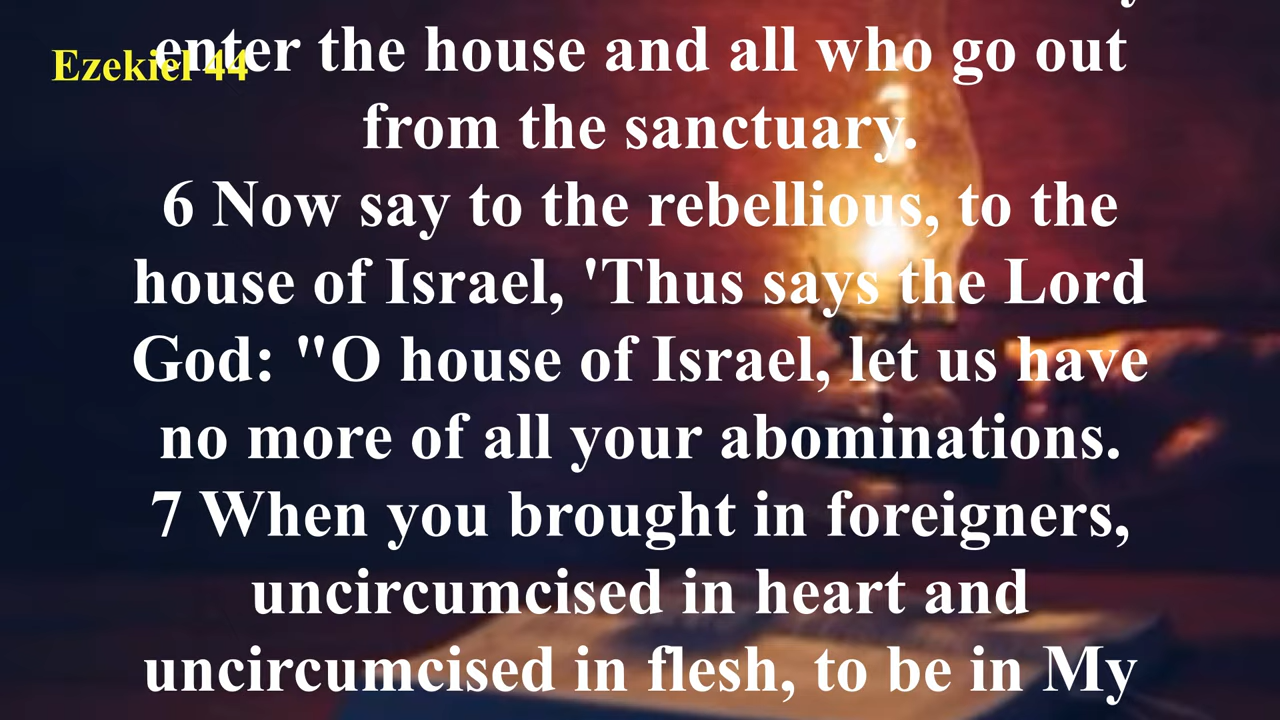 Ezekiel 44
enter the house and all who go out
from the sanctuary.
6 Now say to the rebellious, to the
house of Israel, 'Thus says the Lord
God: "O house of Israel, let us have
no more of all your abominations.
7 When you brought in foreigners,
uncircumcised in heart and
uncircumcised in flesh, to be in My